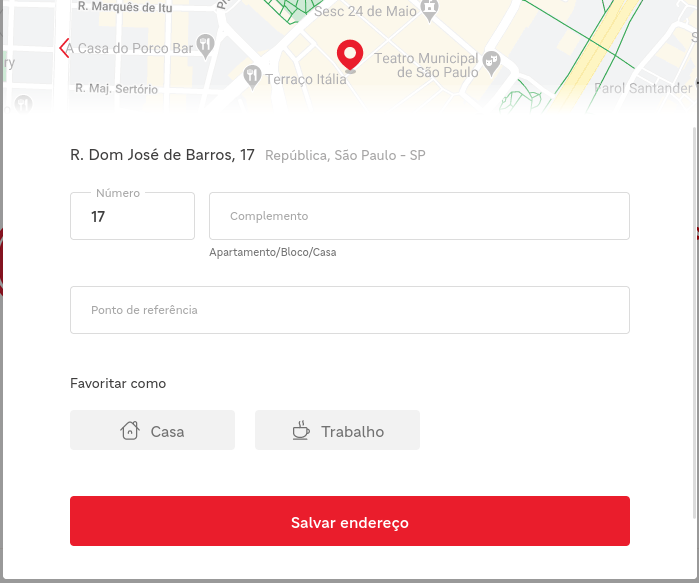 R. Marquês de Itu
Sesc 24 de Maio
A Casa do Porco Bar
Teatro Municipal
de São Paulo
ry
Terraço Itália
R. Maj. Sertório
Farol Santander
R. Dom José de Barros, 17 República, São Paulo - SP
Número
17
Complemento
Apartamento/Bloco/Casa
Ponto de referência
Favoritar como
Casa
Trabalho
Salvar endereço